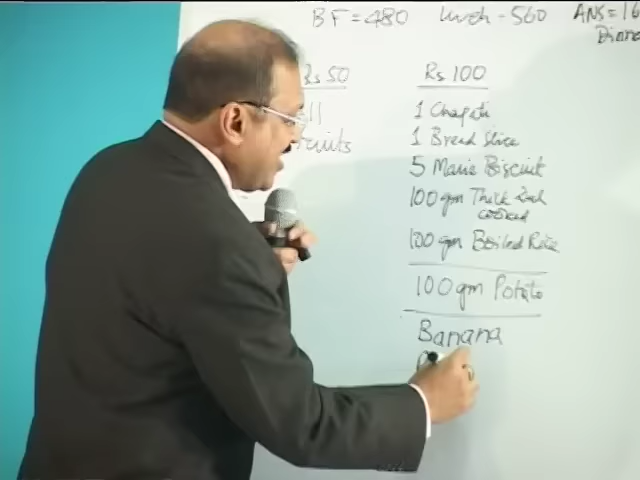 BF = 480 Lunch - 560 ANS = 16
Rs 50 Rs 100
1 Chapati
1 Bread Slice
5 Marie Biscuit
100 gm Thick Dal
cooked
100 gm Boiled Rice
100 gm Potato
Banana